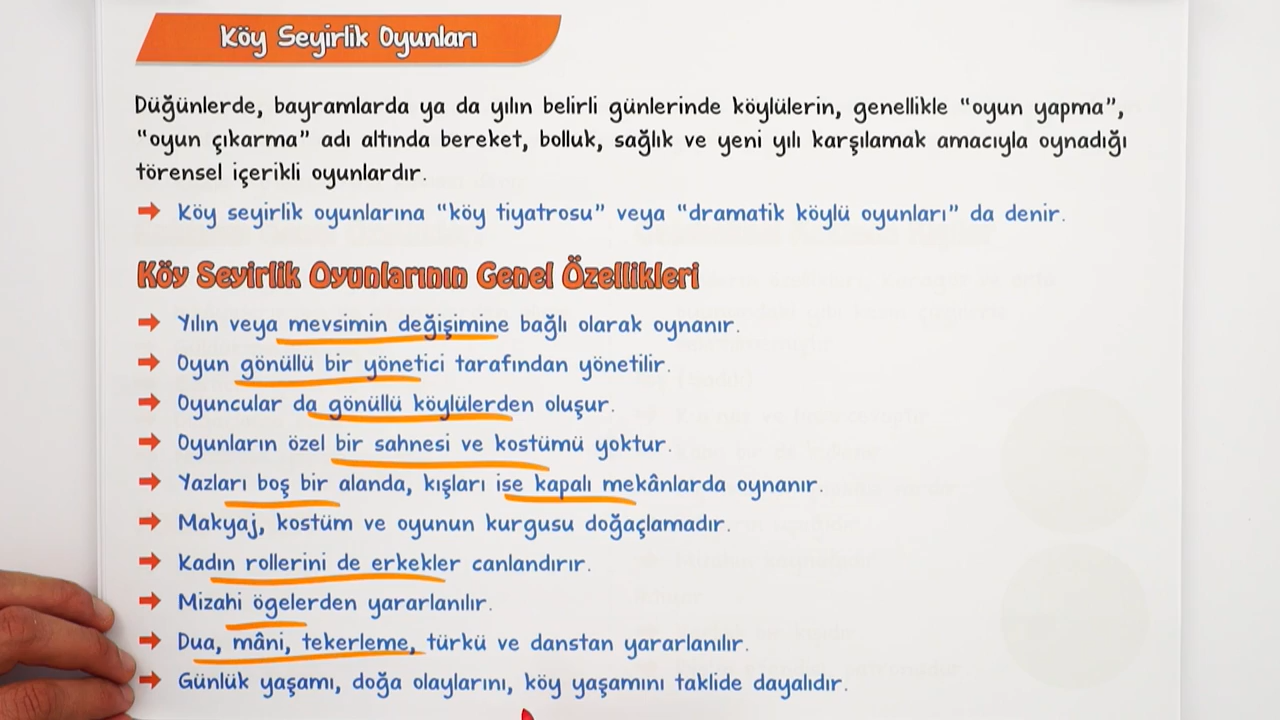 Köy Seyirlik Oyunları
Düğünlerde, bayramlarda ya da yılın belirli günlerinde köylülerin, genellikle “oyun yapma”,
“oyun çıkarma” adı altında bereket, bolluk, sağlık ve yeni yılı karşılamak amacıyla oynadığı
törensel içerikli oyunlardır.
Köy seyirlik oyunlarına “köy tiyatrosu” veya “dramatik köylü oyunları” da denir.
Köy Seyirlik Oyunlarının Genel Özellikleri
Yılın veya mevsimin değişimine bağlı olarak oynanır.
Oyun gönüllü bir yönetici tarafından yönetilir.
Oyuncular da gönüllü köylülerden oluşur.
Oyunların özel bir sahnesi ve kostümü yoktur.
Yazları boş bir alanda, kışları ise kapalı mekânlarda oynanır.
Makyaj, kostüm ve oyunun kurgusu doğaçlamadır.
Kadın rollerini de erkekler canlandırır.
Mizahi ögelerden yararlanılır.
Dua, mâni, tekerleme, türkü ve danstan yararlanılır.
Günlük yaşamı, doğa olaylarını, köy yaşamını taklide dayalıdır.